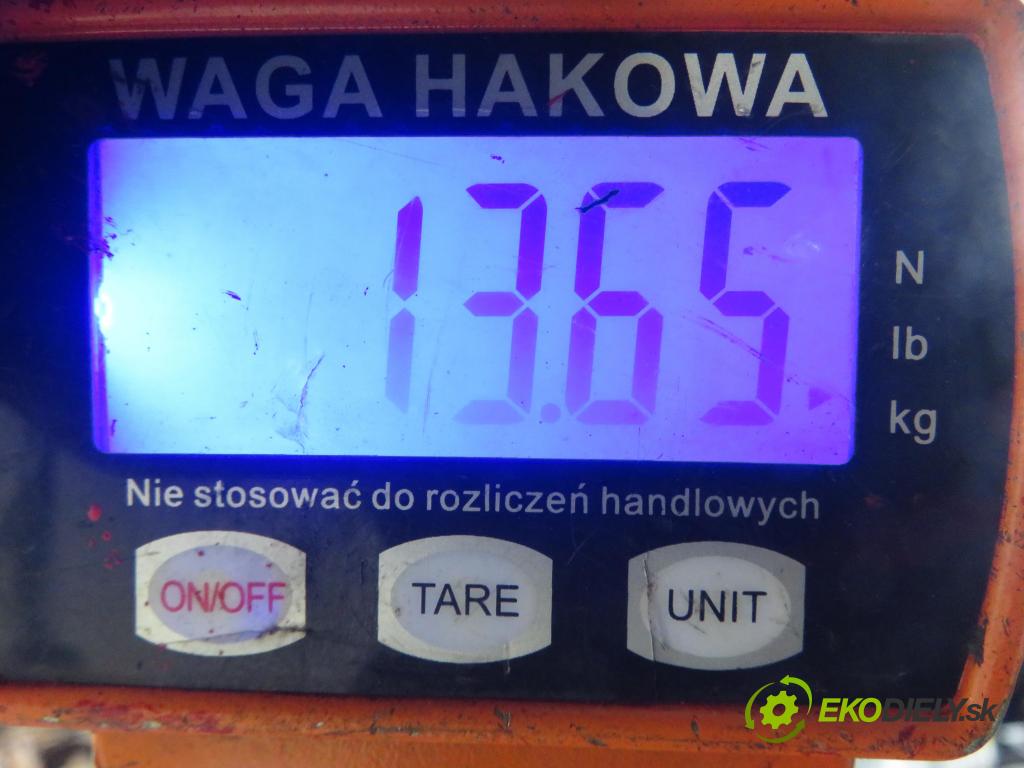 WAGA HAKOWA
13.65
N
lb
kg
Nie stosować do rozliczeń handlowych
ON/OFF TARE UNIT
EKODIELY.sk